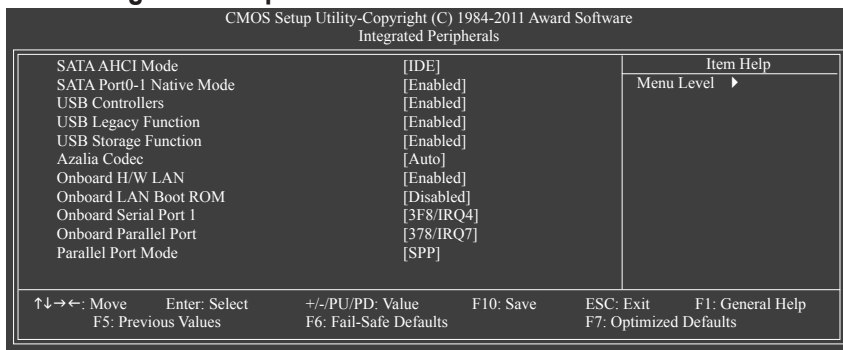 CMOS Setup Utility-Copyright (C) 1984-2011 Award Software
Integrated Peripherals
SATA AHCI Mode [IDE]
SATA Port0-1 Native Mode [Enabled]
USB Controllers [Enabled]
USB Legacy Function [Enabled]
USB Storage Function [Enabled]
Azalia Codec [Auto]
Onboard H/W LAN [Enabled]
Onboard LAN Boot ROM [Disabled]
Onboard Serial Port 1 [3F8/IRQ4]
Onboard Parallel Port [378/IRQ7]
Parallel Port Mode [SPP]
Item Help
Menu Level ▶
↑↓→←: Move Enter: Select +/-/PU/PD: Value F10: Save ESC: Exit F1: General Help
F5: Previous Values F6: Fail-Safe Defaults F7: Optimized Defaults